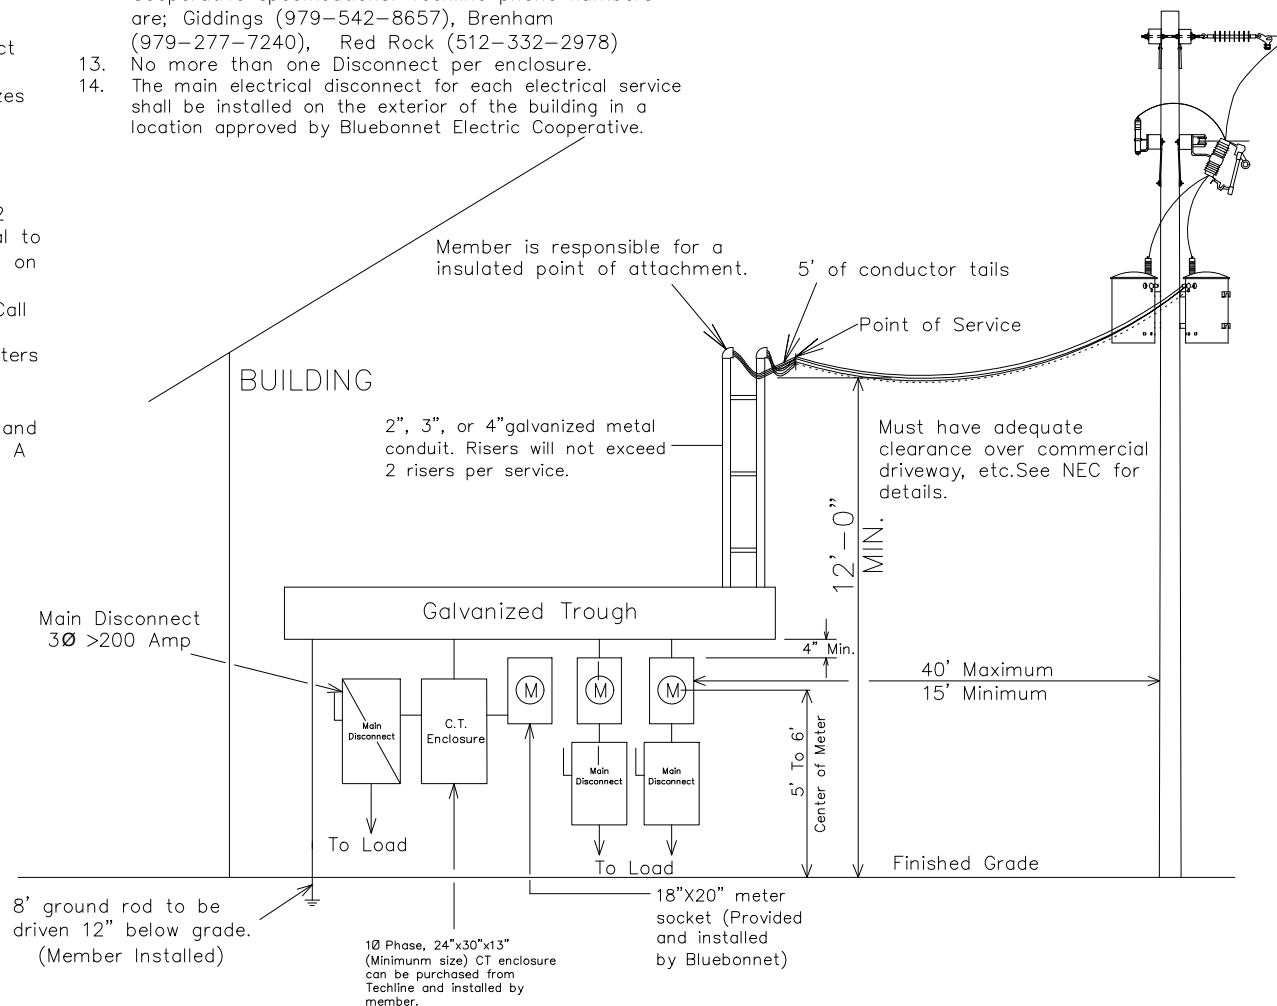 are; Giddings (979-542-8657), Brenham
(979-277-7240), Red Rock (512-332-2978)
13. No more than one Disconnect per enclosure.
14. The main electrical disconnect for each electrical service
shall be installed on the exterior of the building in a
location approved by Bluebonnet Electric Cooperative.
on
Call
and
A
Member is responsible for a
insulated point of attachment.
5' of conductor tails
Point of Service
BUILDING
2", 3", or 4"galvanized metal
conduit. Risers will not exceed
2 risers per service.
Must have adequate
clearance over commercial
driveway, etc.See NEC for
details.
12'-0"
MIN.
Galvanized Trough
Main Disconnect
3Ø >200 Amp
4" Min.
40' Maximum
15' Minimum
M
M
M
Main
Disconnect
C.T.
Enclosure
Main
Disconnect
Main
Disconnect
5' To 6'
Center of Meter
To Load
To Load
Finished Grade
8' ground rod to be
driven 12" below grade.
(Member Installed)
18"X20" meter
socket (Provided
and installed
by Bluebonnet)
1Ø Phase, 24"x30"x13"
(Minimunm size) CT enclosure
can be purchased from
Techline and installed by
member.